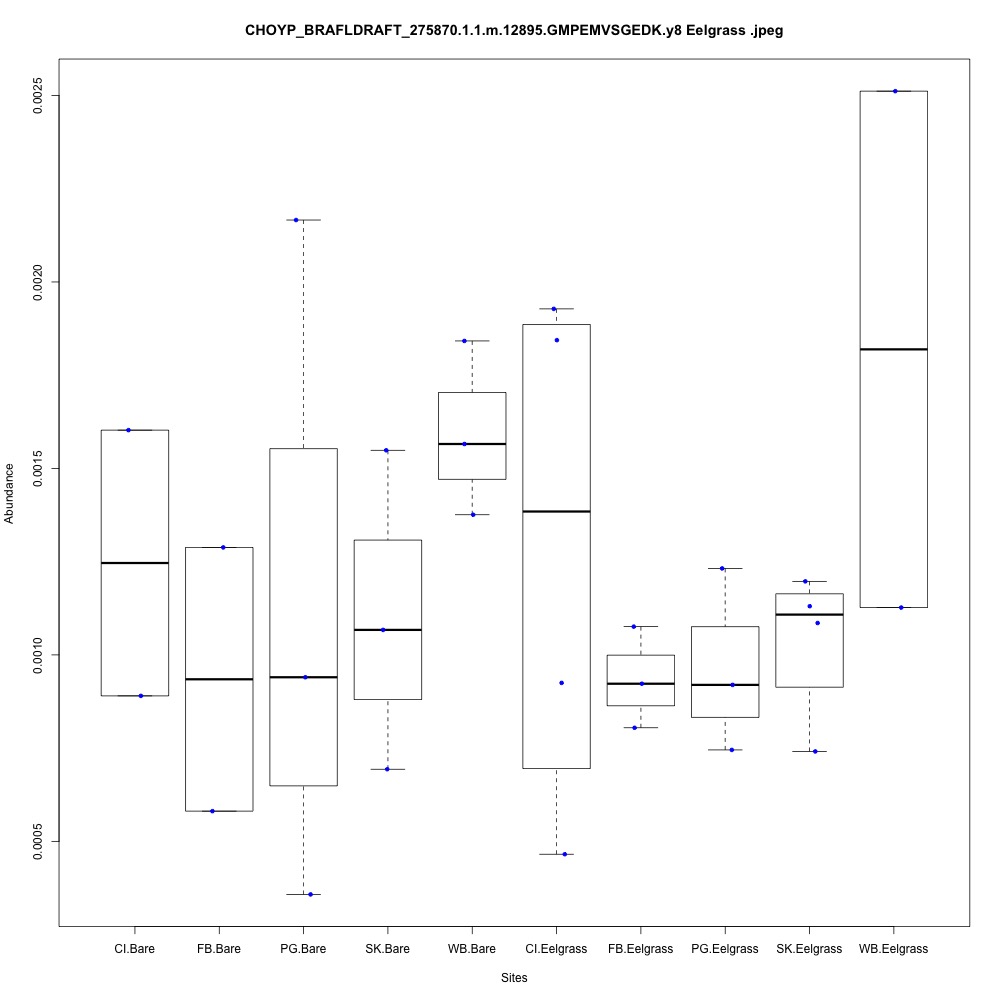 CHOYP_BRAFLDRAFT_275870.1.1.m.12895.GMPEMVSGEDK.y8 Eelgrass .jpeg
Abundance
0.0025
0.0020
0.0015
0.0010
0.0005
CI.Bare FB.Bare PG.Bare SK.Bare WB.Bare CI.Eelgrass FB.Eelgrass PG.Eelgrass SK.Eelgrass WB.Eelgrass
Sites